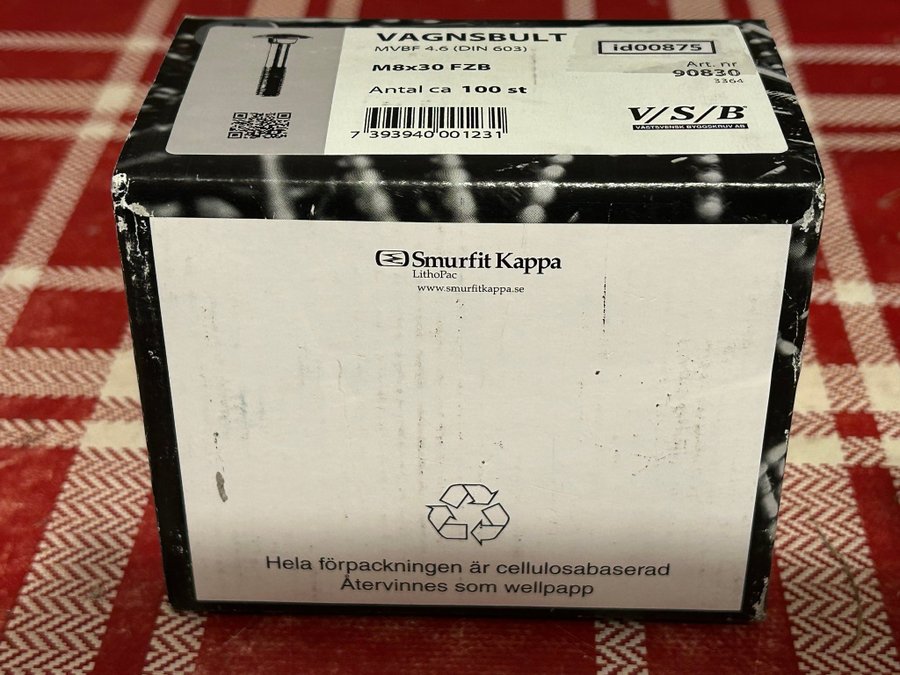 VAGNSBULT
MVBF 4.6 (DIN 603)
M8x30 FZB
Antal ca 100 st
7 393940 001231
id00875
Art. nr
90830
3364
V/S/B
VÄSTSVENSK BYGGSKRUV AB
Smurfit Kappa
LithoPac
www.smurfitkappa.se
Hela förpackningen är cellulosabaserad
Återvinnes som wellpapp